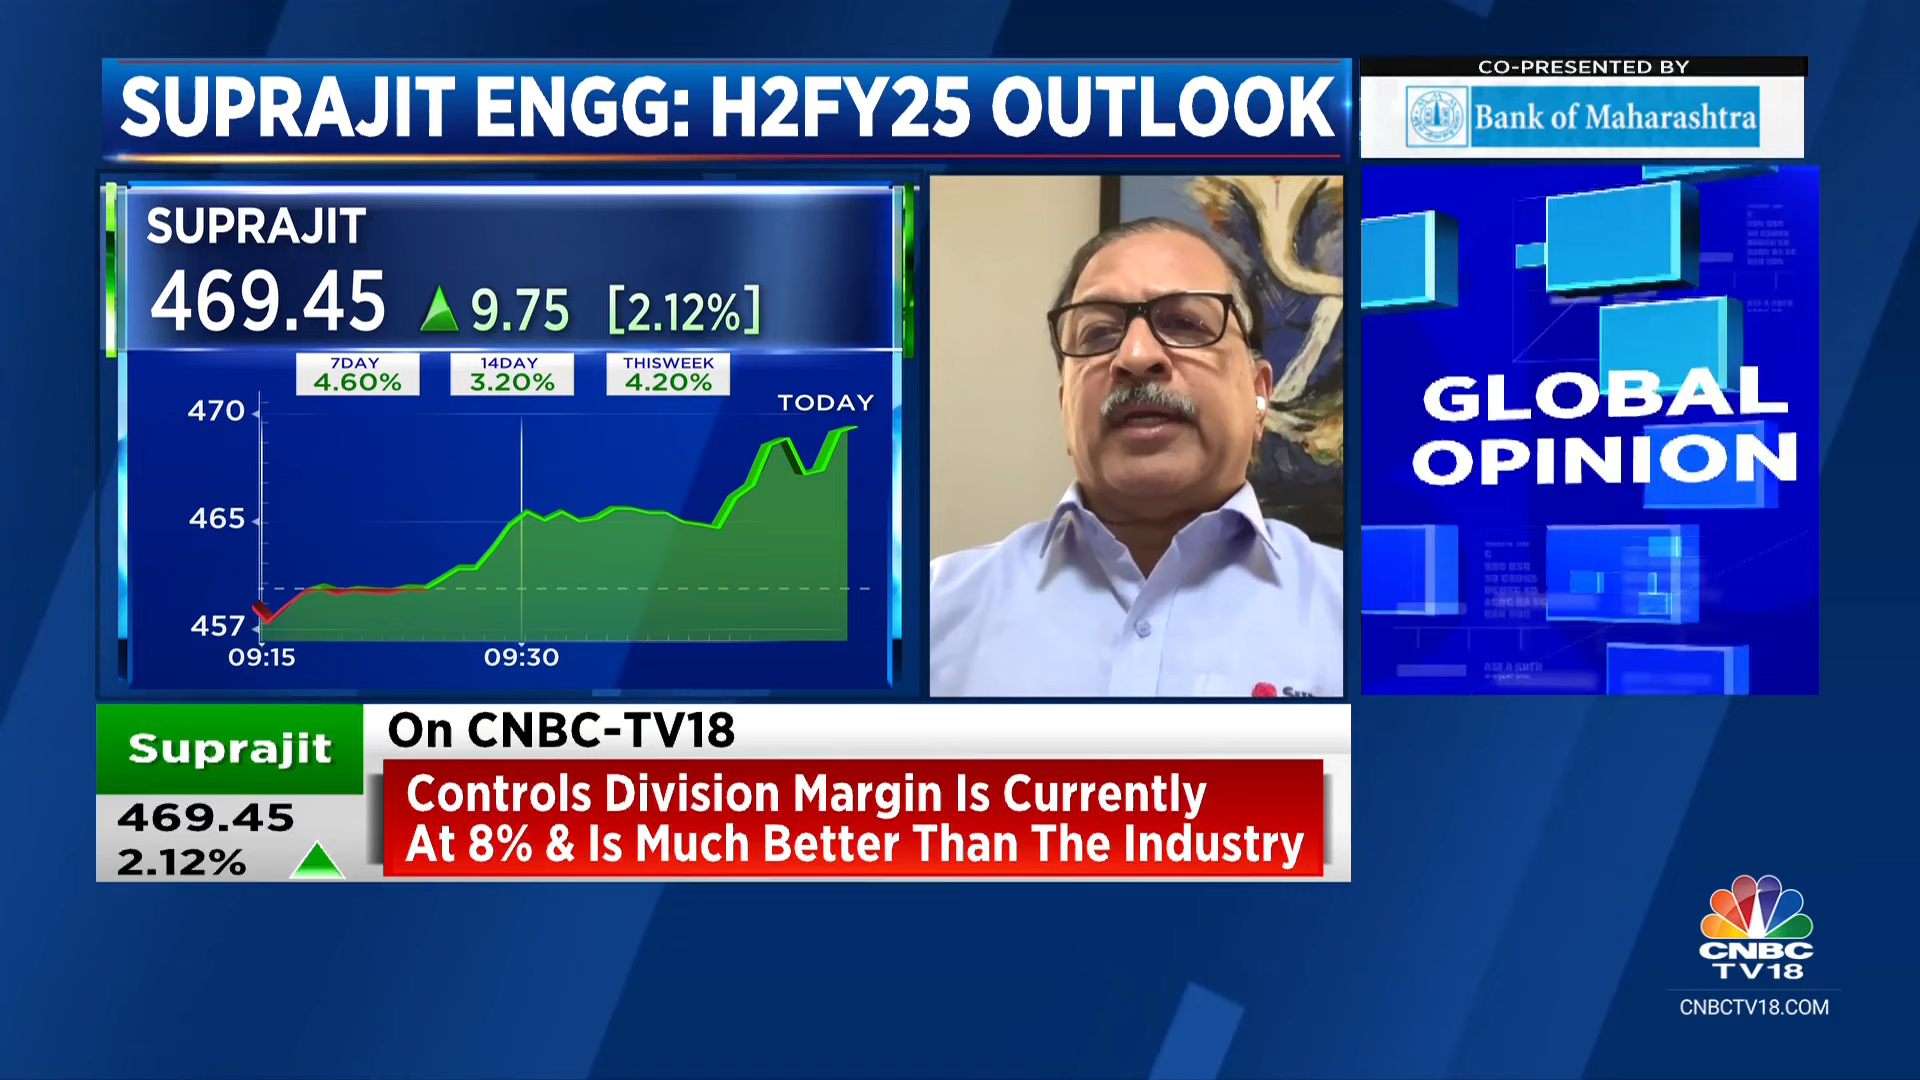 SUPRAJIT ENGG: H2FY25 OUTLOOK
CO-PRESENTED BY
Bank of Maharashtra
SUPRAJIT
469.45 ▲ 9.75 [2.12%]
7DAY
4.60%
14DAY
3.20%
THISWEEK
4.20%
TODAY
470
465
457
09:15
09:30
GLOBAL
OPINION
Suprajit
469.45
2.12%
On CNBC-TV18
Controls Division Margin Is Currently
At 8% & Is Much Better Than The Industry
CNBC
TV18
CNBCTV18.COM